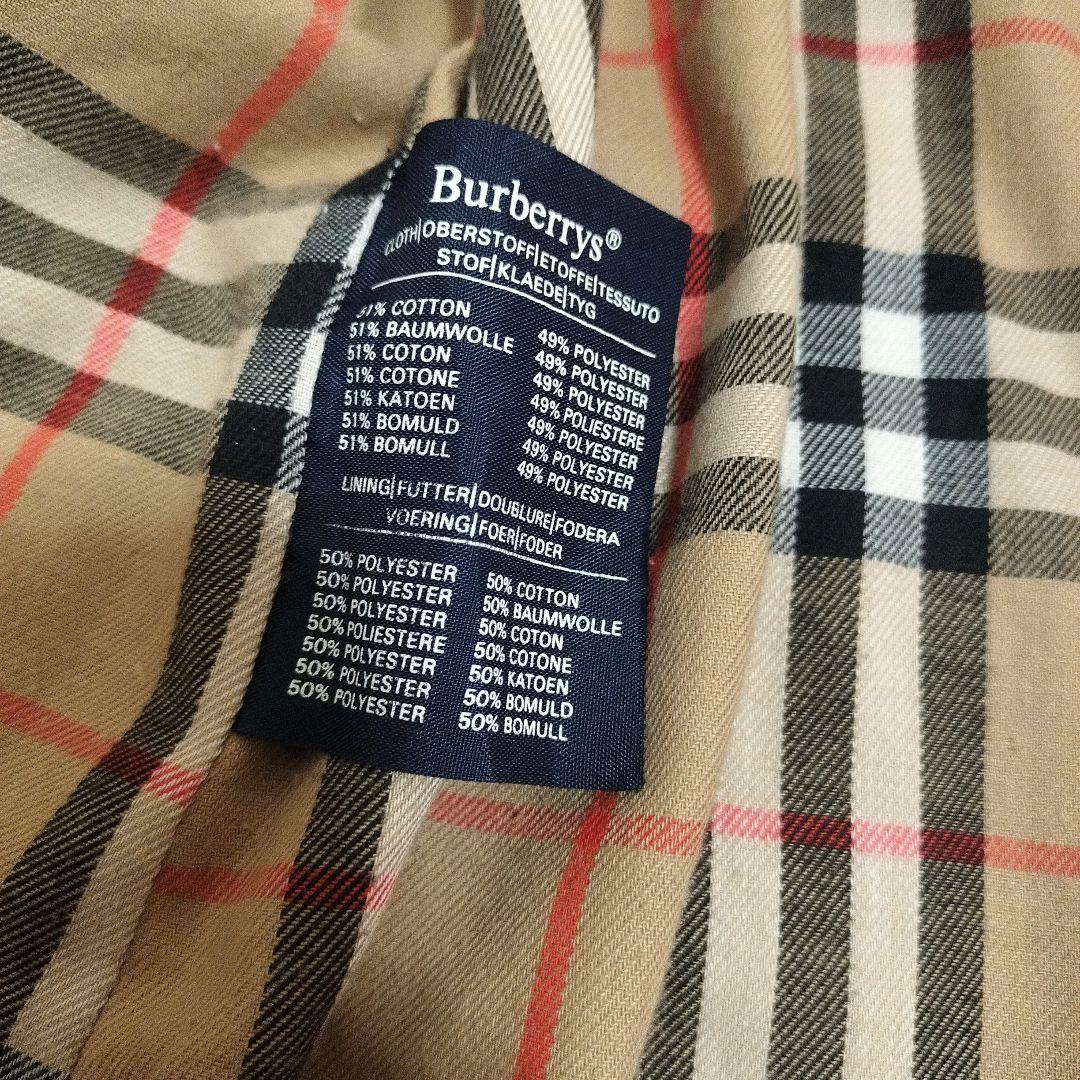 Burberrys®
CLOTH|OBERSTOFF|ETOFFE|TESSUTO
STOF|KLAEDE|TYG
51% COTTON 49% POLYESTER
51% BAUMWOLLE 49% POLYESTER
51% COTON 49% POLYESTER
51% COTONE 49% POLIESTERE
51% KATOEN 49% POLYESTER
51% BOMULD 49% POLYESTER
51% BOMULL 49% POLYESTER
LINING|FUTTER|DOUBLURE|FODERA
VOERING|FOER|FODER
50% POLYESTER 50% COTTON
50% POLYESTER 50% BAUMWOLLE
50% POLYESTER 50% COTON
50% POLIESTERE 50% COTONE
50% POLYESTER 50% KATOEN
50% POLYESTER 50% BOMULD
50% POLYESTER 50% BOMULL